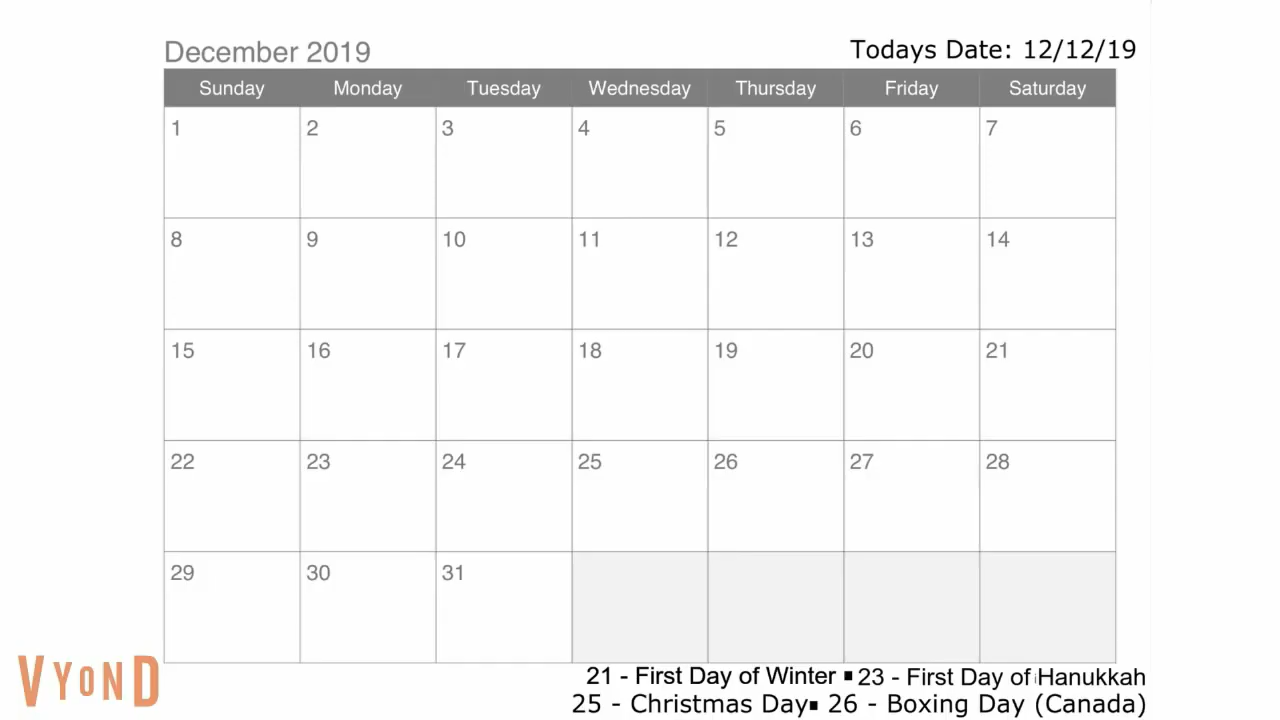 December 2019 Todays Date: 12/12/19
Sunday Monday Tuesday Wednesday Thursday Friday Saturday
1 2 3 4 5 6 7
8 9 10 11 12 13 14
15 16 17 18 19 20 21
22 23 24 25 26 27 28
29 30 31
21 - First Day of Winter ▪ 23 - First Day of Hanukkah
25 - Christmas Day▪ 26 - Boxing Day (Canada)
VYOND